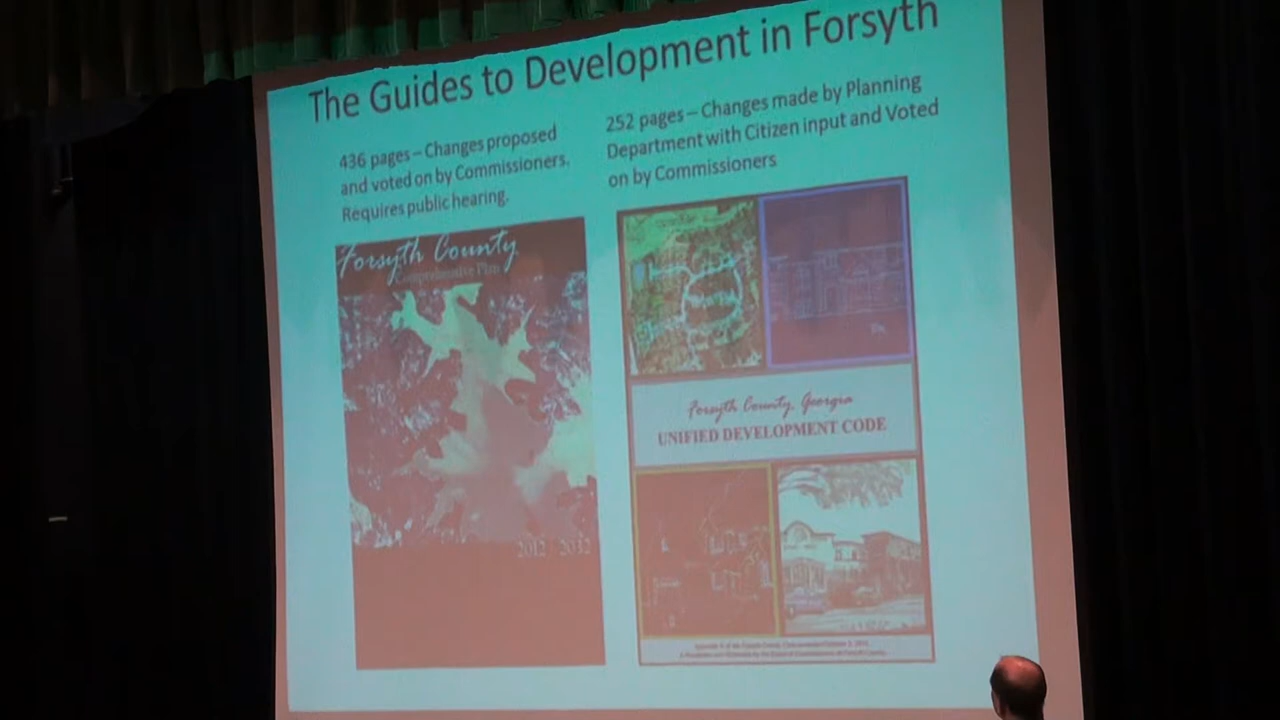 The Guides to Development in Forsyth
436 pages – Changes proposed
and voted on by Commissioners.
Requires public hearing.
252 pages – Changes made by Planning
Department with Citizen input and Voted
on by Commissioners
Forsyth County
Comprehensive Plan
2012 2032
Forsyth County, Georgia
UNIFIED DEVELOPMENT CODE